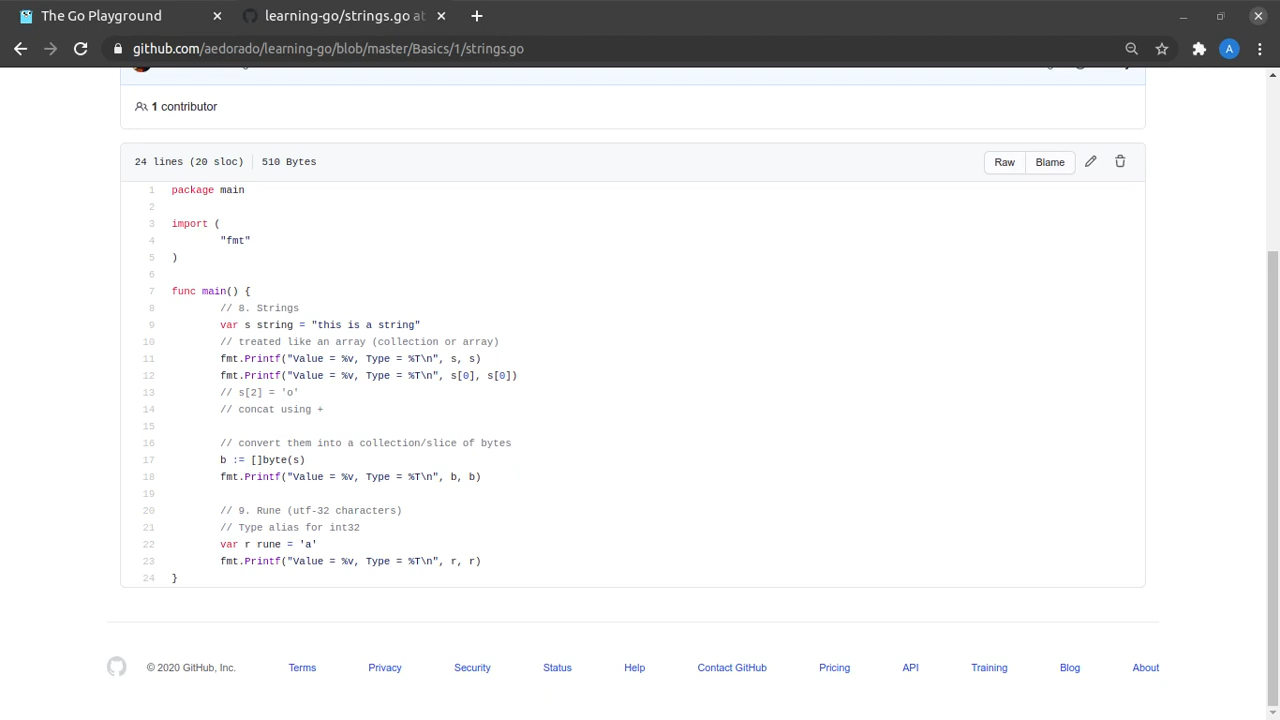 The Go Playground
learning-go/strings.go at
github.com/aedorado/learning-go/blob/master/Basics/1/strings.go
A
1 contributor
24 lines (20 sloc) 510 Bytes
Raw Blame
1 package main
2
3 import (
4 "fmt"
5 )
6
7 func main() {
8 // 8. Strings
9 var s string = "this is a string"
10 // treated like an array (collection or array)
11 fmt.Printf("Value = %v, Type = %T\n", s, s)
12 fmt.Printf("Value = %v, Type = %T\n", s[0], s[0])
13 // s[2] = 'o'
14 // concat using +
15
16 // convert them into a collection/slice of bytes
17 b := []byte(s)
18 fmt.Printf("Value = %v, Type = %T\n", b, b)
19
20 // 9. Rune (utf-32 characters)
21 // Type alias for int32
22 var r rune = 'a'
23 fmt.Printf("Value = %v, Type = %T\n", r, r)
24 }
© 2020 GitHub, Inc. Terms Privacy Security Status Help Contact GitHub Pricing API Training Blog About